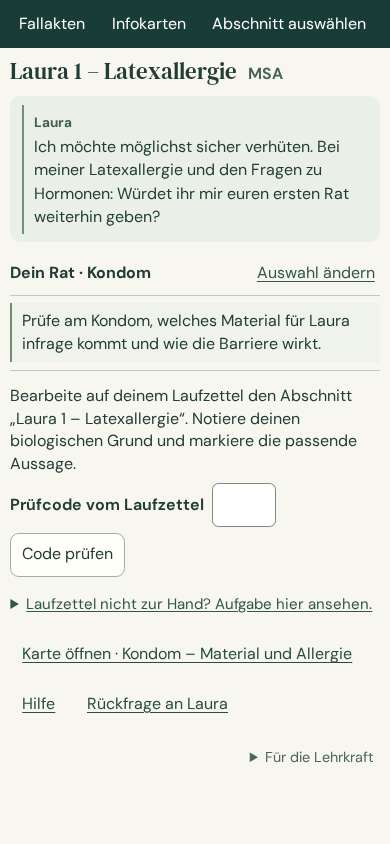 Fallakten Infokarten Abschnitt auswählen
Laura 1 – Latexallergie MSA
Laura
Ich möchte möglichst sicher verhüten. Bei
meiner Latexallergie und den Fragen zu
Hormonen: Würdet ihr mir euren ersten Rat
weiterhin geben?
Dein Rat · Kondom Auswahl ändern
Prüfe am Kondom, welches Material für Laura
infrage kommt und wie die Barriere wirkt.
Bearbeite auf deinem Laufzettel den Abschnitt
„Laura 1 – Latexallergie“. Notiere deinen
biologischen Grund und markiere die passende
Aussage.
Prüfcode vom Laufzettel
Code prüfen
Laufzettel nicht zur Hand? Aufgabe hier ansehen.
Karte öffnen · Kondom – Material und Allergie
Hilfe Rückfrage an Laura
Für die Lehrkraft